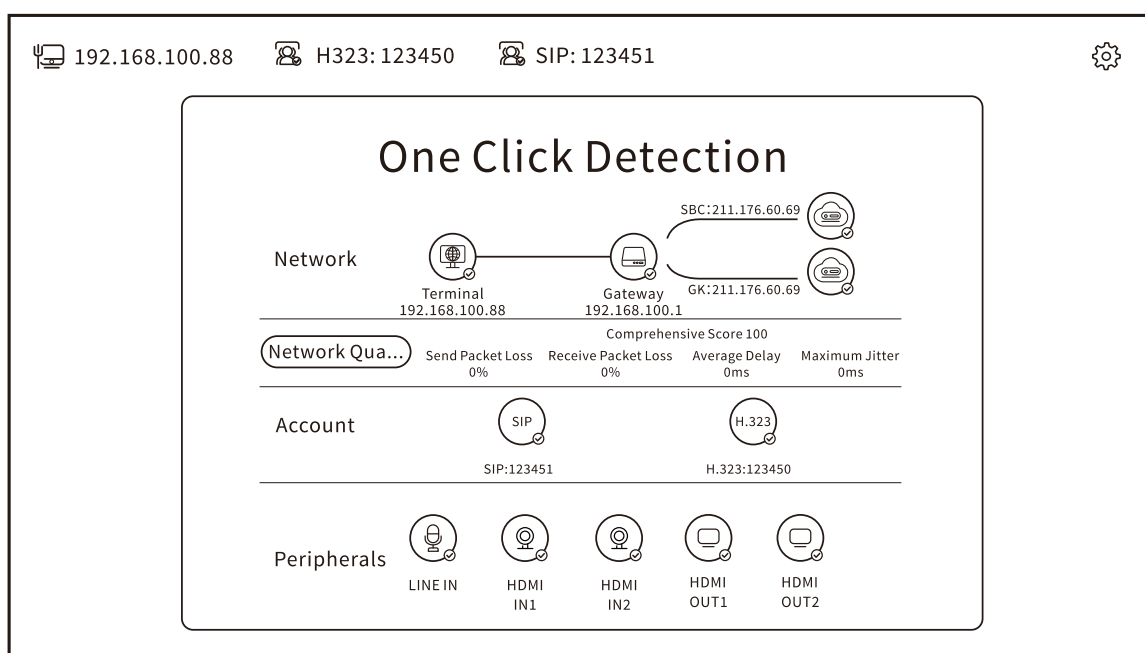 192.168.100.88 H323: 123450 SIP: 123451
One Click Detection
SBC:211.176.60.69
Network
GK:211.176.60.69
Terminal Gateway
192.168.100.88 192.168.100.1
Comprehensive Score 100
Network Qua...
Send Packet Loss Receive Packet Loss Average Delay Maximum Jitter
0% 0% 0ms 0ms
Account SIP H.323
SIP:123451 H.323:123450
Peripherals
LINE IN HDMI HDMI HDMI HDMI
IN1 IN2 OUT1 OUT2